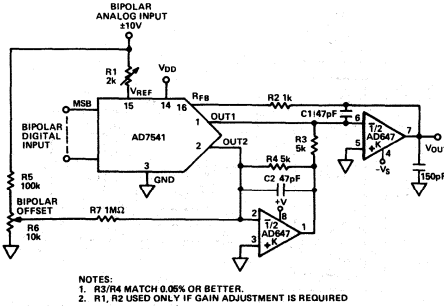 BIPOLAR
ANALOG INPUT
±10V
R1
2k
VREF
VDD
15
14
16
RFB
R2 1k
C1 47pF
MSB
BIPOLAR
DIGITAL
INPUT
AD7541
1
OUT1
2
OUT2
3
GND
R3
5k
R4 5k
C2 47pF
+V
6
5
1/2
AD647
K
7
4
-VS
VOUT
150pF
R5
100k
BIPOLAR
OFFSET
R6
10k
R7 1MΩ
2
3
8
1/2
AD647
K
1
NOTES:
1. R3/R4 MATCH 0.05% OR BETTER.
2. R1, R2 USED ONLY IF GAIN ADJUSTMENT IS REQUIRED